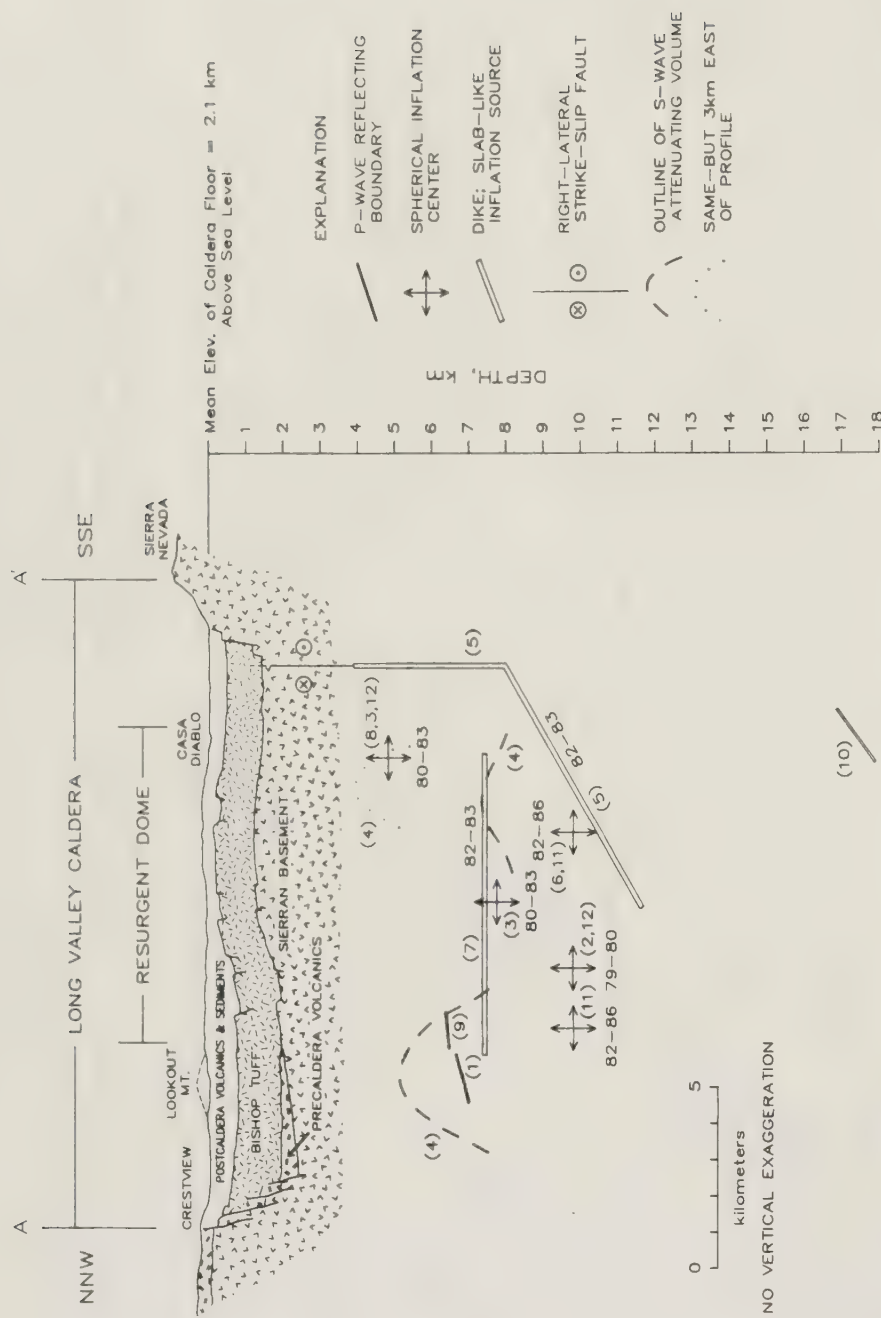 A
A'
NNW
LONG VALLEY CALDERA
SSE
RESURGENT DOME
CRESTVIEW
LOOKOUT
MT.
CASA
DIABLO
SIERRA
NEVADA
Mean Elev. of Caldera Floor = 2.1 km
Above Sea Level
POSTCALDERA VOLCANICS & SEDIMENTS
BISHOP TUFF
SIERRAN BASEMENT
PRECALDERA VOLCANICS
1
2
3
4
5
6
7
8
9
10
11
12
13
14
15
16
17
18
DEPTH, km
(4)
(8,3,12)
80-83
(4)
(1)
(9)
(7)
82-83
(4)
(5)
(3)
80-83
(6,11)
82-86
82-83
(5)
(11)
82-86
(2,12)
79-80
(10)
EXPLANATION
P-WAVE REFLECTING
BOUNDARY
SPHERICAL INFLATION
CENTER
DIKE; SLAB-LIKE
INFLATION SOURCE
RIGHT-LATERAL
STRIKE-SLIP FAULT
OUTLINE OF S-WAVE
ATTENUATING VOLUME
SAME-BUT 3km EAST
OF PROFILE
0
5
kilometers
NO VERTICAL EXAGGERATION